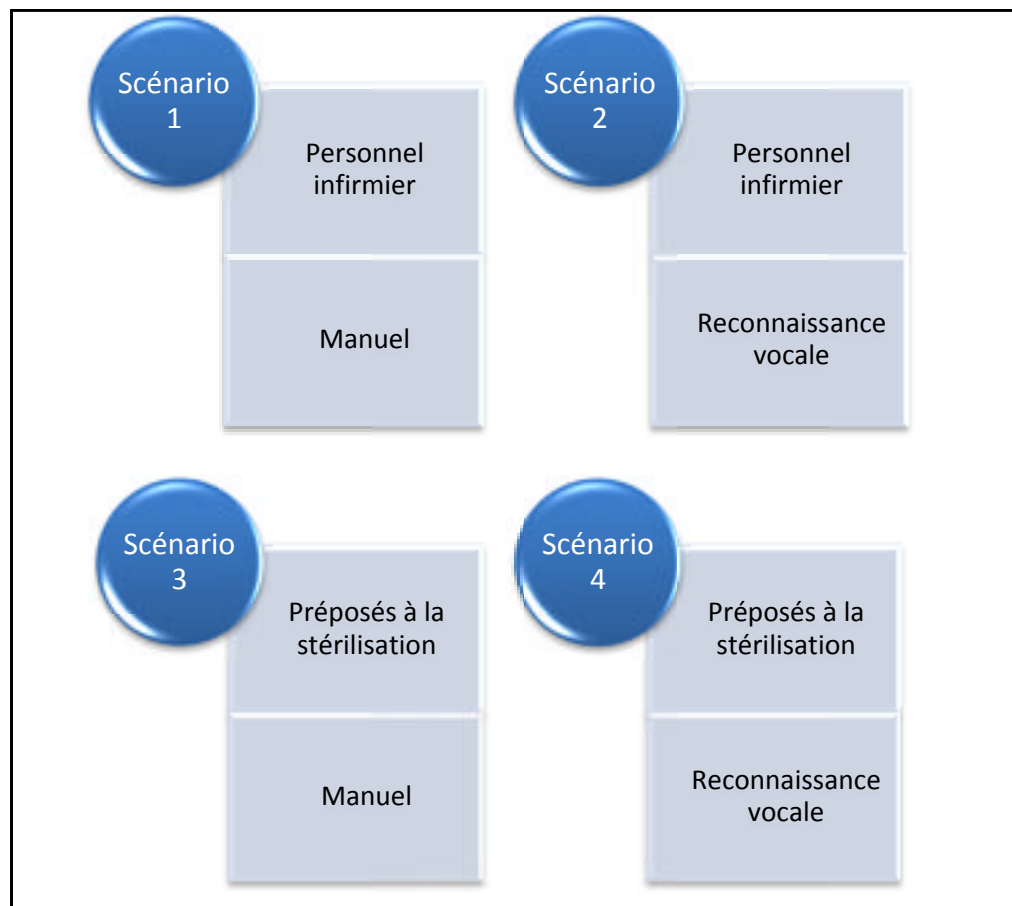 Scénario
1
Personnel
infirmier
Manuel
Scénario
2
Personnel
infirmier
Reconnaissance
vocale
Scénario
3
Préposés à la
stérilisation
Manuel
Scénario
4
Préposés à la
stérilisation
Reconnaissance
vocale